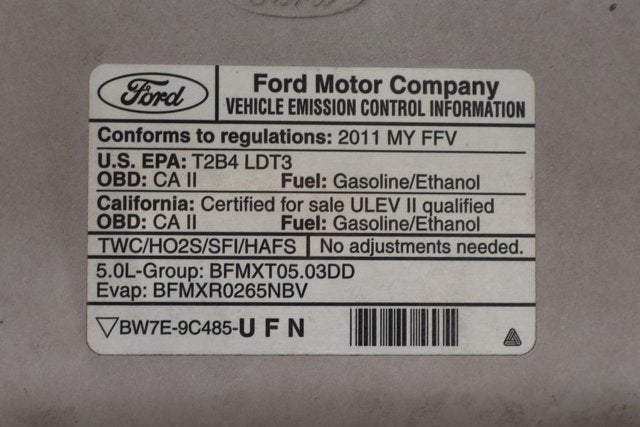 Ford
Ford Motor Company
VEHICLE EMISSION CONTROL INFORMATION
Conforms to regulations: 2011 MY FFV
U.S. EPA: T2B4 LDT3
OBD: CA II Fuel: Gasoline/Ethanol
California: Certified for sale ULEV II qualified
OBD: CA II Fuel: Gasoline/Ethanol
TWC/HO2S/SFI/HAFS | No adjustments needed.
5.0L-Group: BFMXT05.03DD
Evap: BFMXR0265NBV
▽BW7E-9C485-U F N